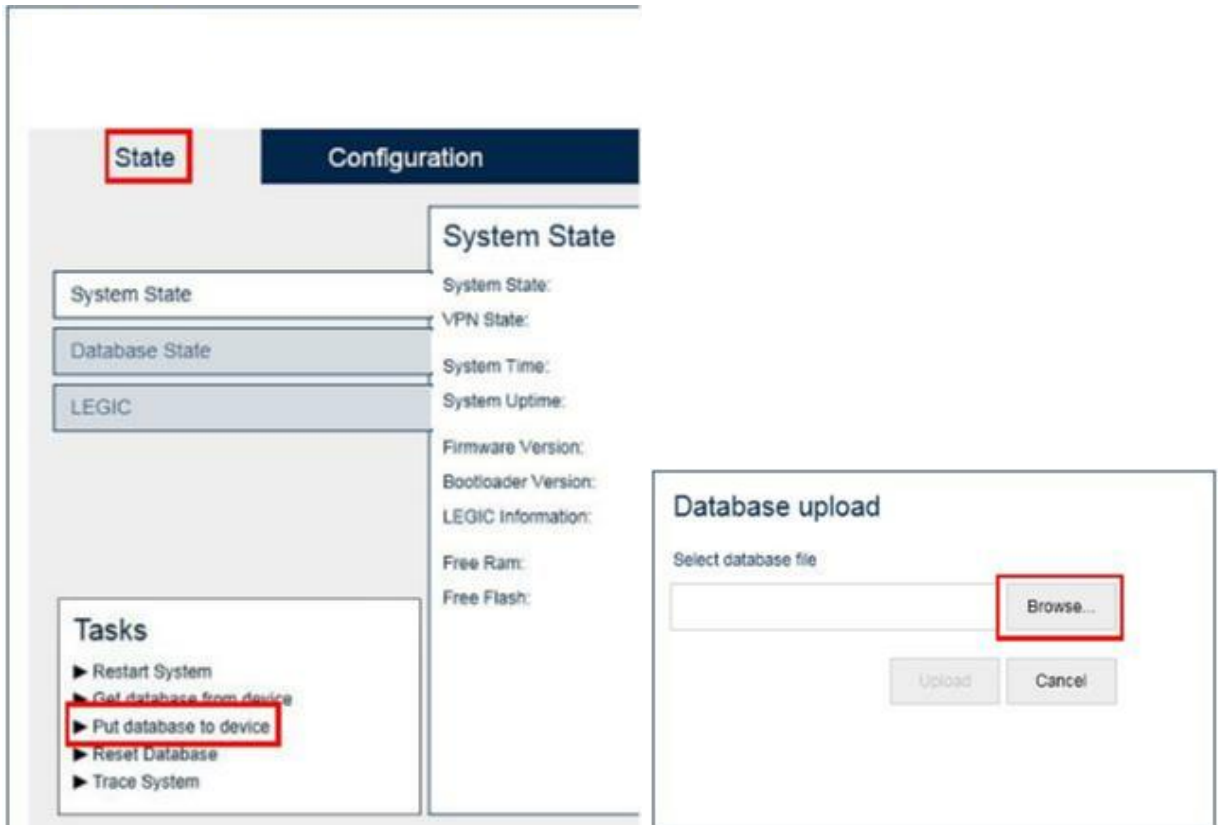 State
Configuration
System State
Database State
LEGIC
System State
System State:
VPN State:
System Time:
System Uptime:
Firmware Version:
Bootloader Version:
LEGIC Information:
Free Ram:
Free Flash:
Tasks
► Restart System
► Get database from device
► Put database to device
► Reset Database
► Trace System
Database upload
Select database file
Browse...
Upload
Cancel